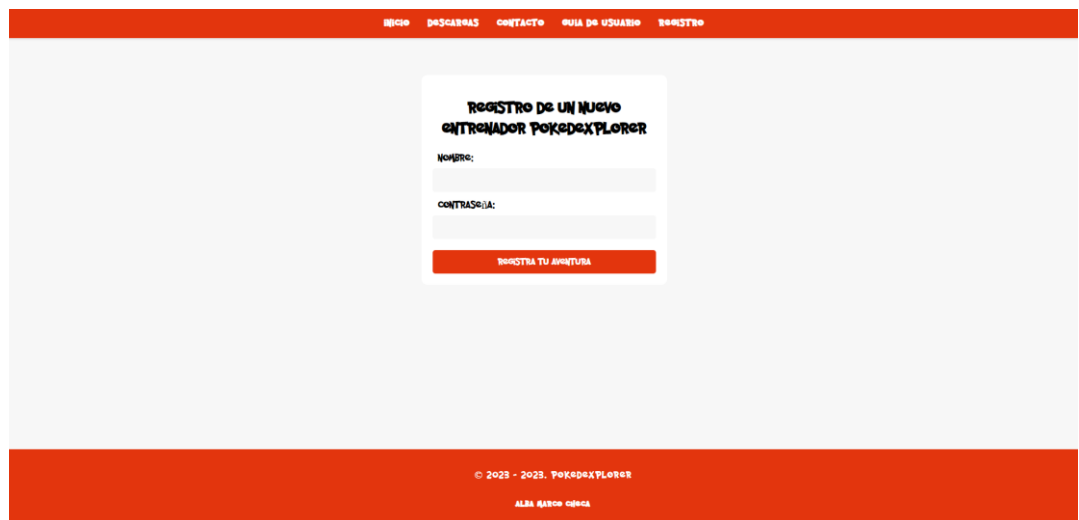 INICIO DESCARGAS CONTACTO GUIA DE USUARIO REGISTRO
REGISTRO DE UN NUEVO
ENTRENADOR POKEDEXPLORER
NOMBRE:
CONTRASEÑA:
REGISTRA TU AVENTURA
© 2023 - 2023. POKEDEXPLORER
ALBA MARCO CHECA